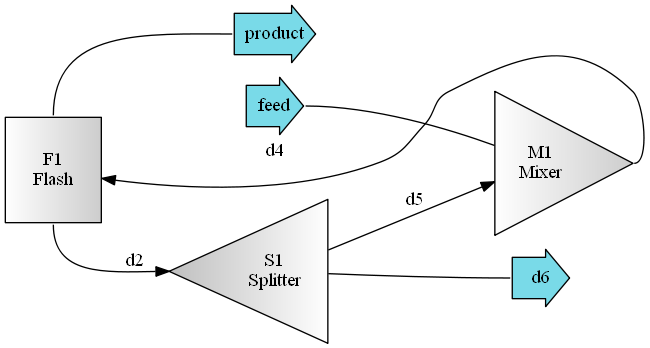 product
feed
d4
F1
Flash
M1
Mixer
d5
d2
S1
Splitter
d6